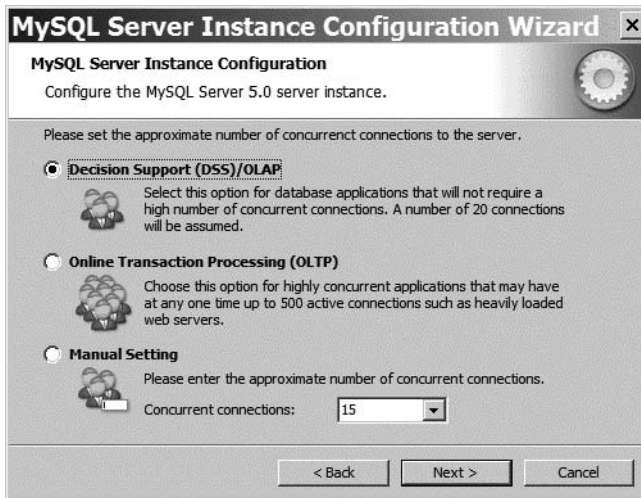 MySQL Server Instance Configuration Wizard
MySQL Server Instance Configuration
Configure the MySQL Server 5.0 server instance.
Please set the approximate number of concurrenct connections to the server.
Decision Support (DSS)/OLAP
Select this option for database applications that will not require a
high number of concurrent connections. A number of 20 connections
will be assumed.
Online Transaction Processing (OLTP)
Choose this option for highly concurrent applications that may have
at any one time up to 500 active connections such as heavily loaded
web servers.
Manual Setting
Please enter the approximate number of concurrent connections.
Concurrent connections: 15
< Back Next > Cancel